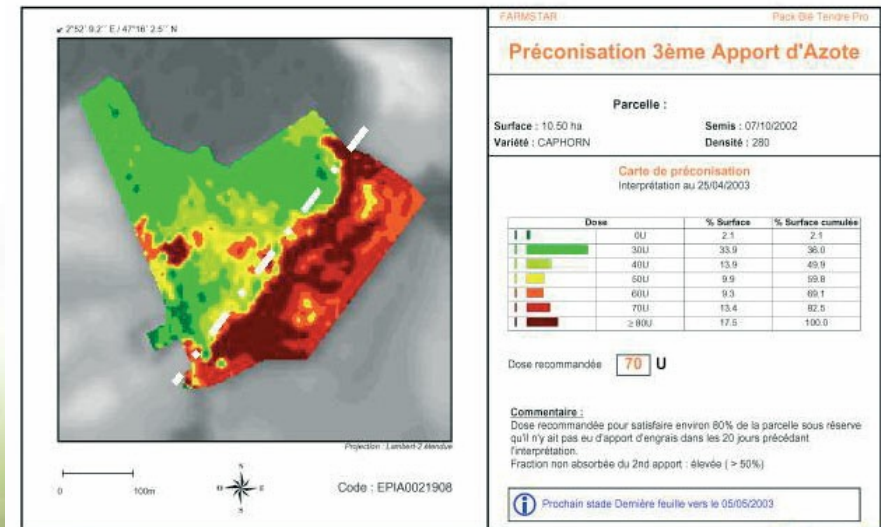 2°52' 0.2'' E / 47°16' 2.5'' N
Projection : Lambert-2 étendue
0 100m
S
O E
Code : EPIA0021908
FARMSTAR Pack Blé Tendre Pro
Préconisation 3ème Apport d'Azote
Parcelle :
Surface : 10.50 ha Semis : 07/10/2002
Variété : CAPHORN Densité : 280
Carte de préconisation
Interprétation au 25/04/2003
Dose % Surface % Surface cumulée
0U 2.1 2.1
30U 33.9 36.0
40U 13.9 49.9
50U 9.9 59.8
60U 9.3 69.1
70U 13.4 82.5
≥ 80U 17.5 100.0
Dose recommandée 70 U
Commentaire :
Dose recommandée pour satisfaire environ 80% de la parcelle sous réserve
qu'il n'y ait pas eu d'apport d'engrais dans les 20 jours précédant
l'interprétation.
Fraction non absorbée du 2nd apport : élevée ( > 50%)
Prochain stade Dernière feuille vers le 05/05/2003